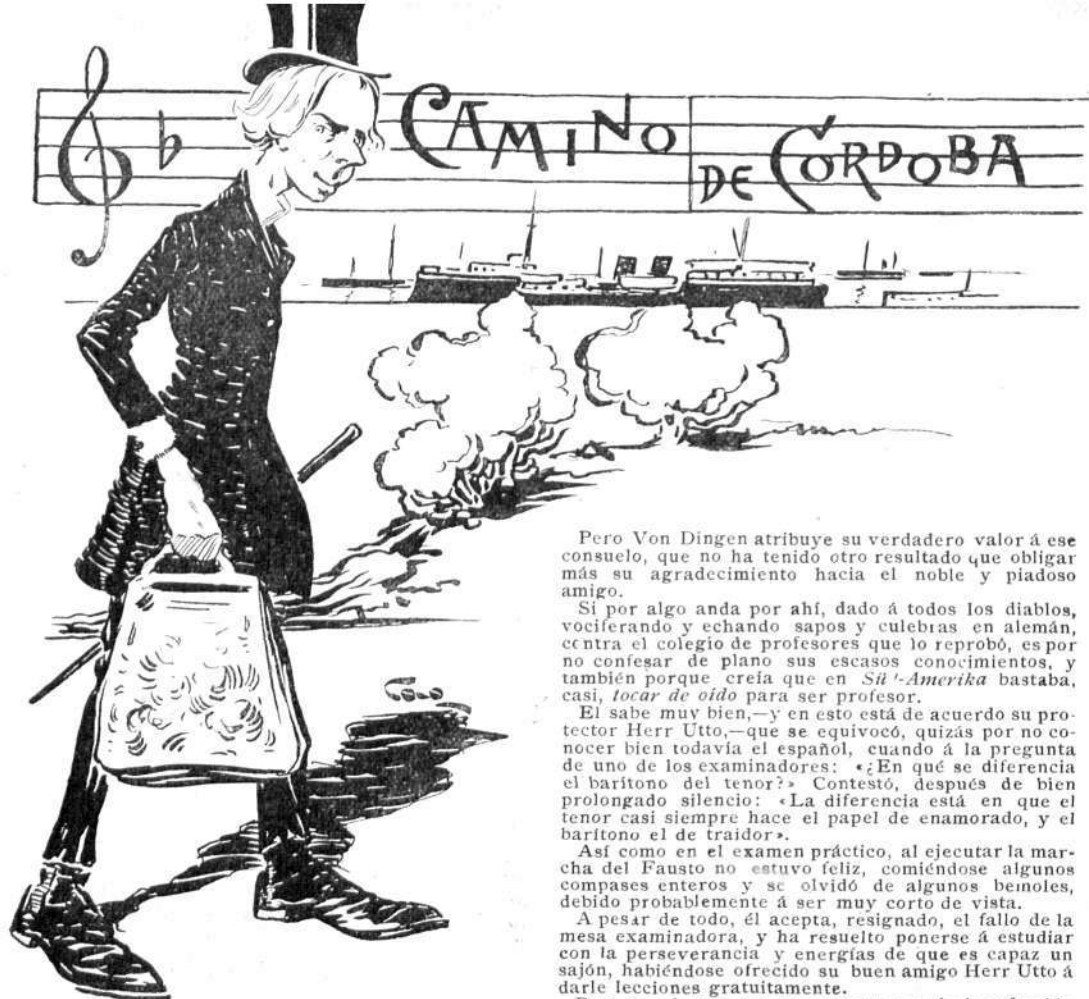 CAMINO
DE CÓRDOBA
Pero Von Dingen atribuye su verdadero valor á ese
consuelo, que no ha tenido otro resultado que obligar
más su agradecimiento hacia el noble y piadoso
amigo.
Si por algo anda por ahí, dado á todos los diablos,
vociferando y echando sapos y culebras en alemán,
contra el colegio de profesores que lo reprobó, es por
no confesar de plano sus escasos conocimientos, y
también porque creía que en Sü'-Amerika bastaba,
casi, tocar de oído para ser profesor.
El sabe muy bien,—y en esto está de acuerdo su pro-
tector Herr Utto,—que se equivocó, quizás por no co-
nocer bien todavía el español, cuando á la pregunta
de uno de los examinadores: «¿En qué se diferencia
el barítono del tenor?» Contestó, después de bien
prolongado silencio: «La diferencia está en que el
tenor casi siempre hace el papel de enamorado, y el
barítono el de traidor».
Así como en el examen práctico, al ejecutar la mar-
cha del Fausto no estuvo feliz, comiéndose algunos
compases enteros y se olvidó de algunos bemoles,
debido probablemente á ser muy corto de vista.
A pesar de todo, él acepta, resignado, el fallo de la
mesa examinadora, y ha resuelto ponerse á estudiar
con la perseverancia y energías de que es capaz un
sajón, habiéndose ofrecido su buen amigo Herr Utto á
darle lecciones gratuitamente.